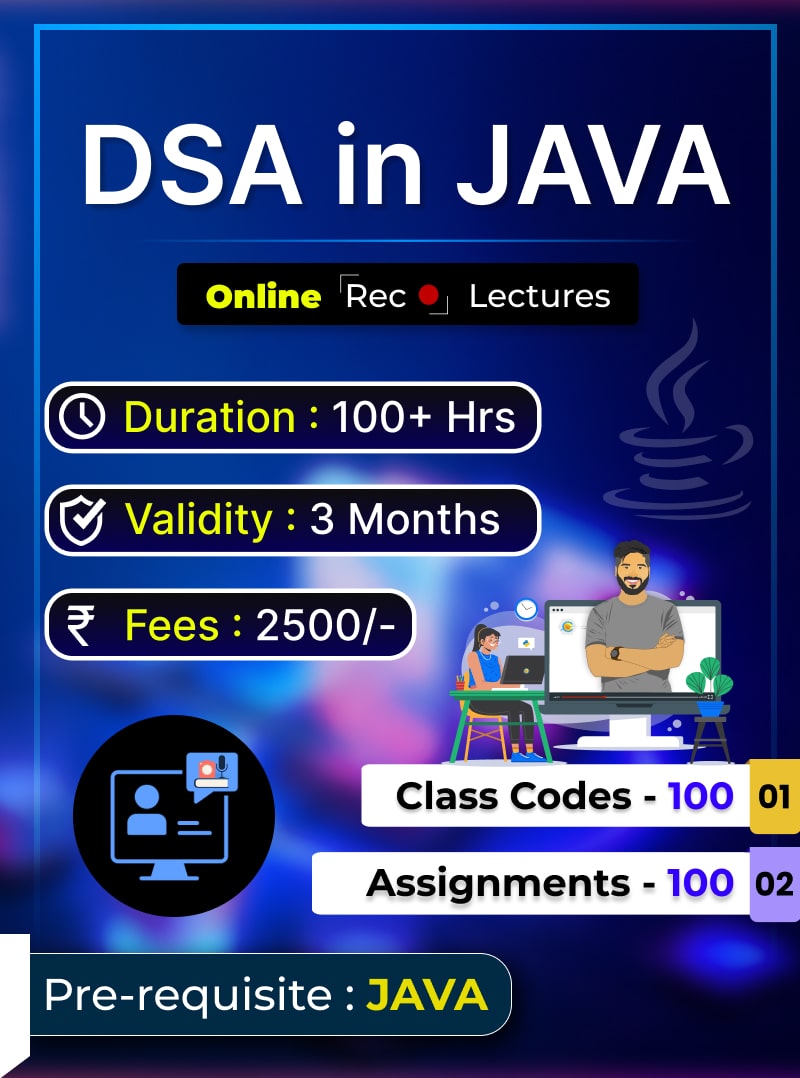 DSA in JAVA
Online Rec Lectures
Duration : 100+ Hrs
Validity : 3 Months
₹ Fees : 2500/-
Class Codes - 100 01
Assignments - 100 02
Pre-requisite : JAVA